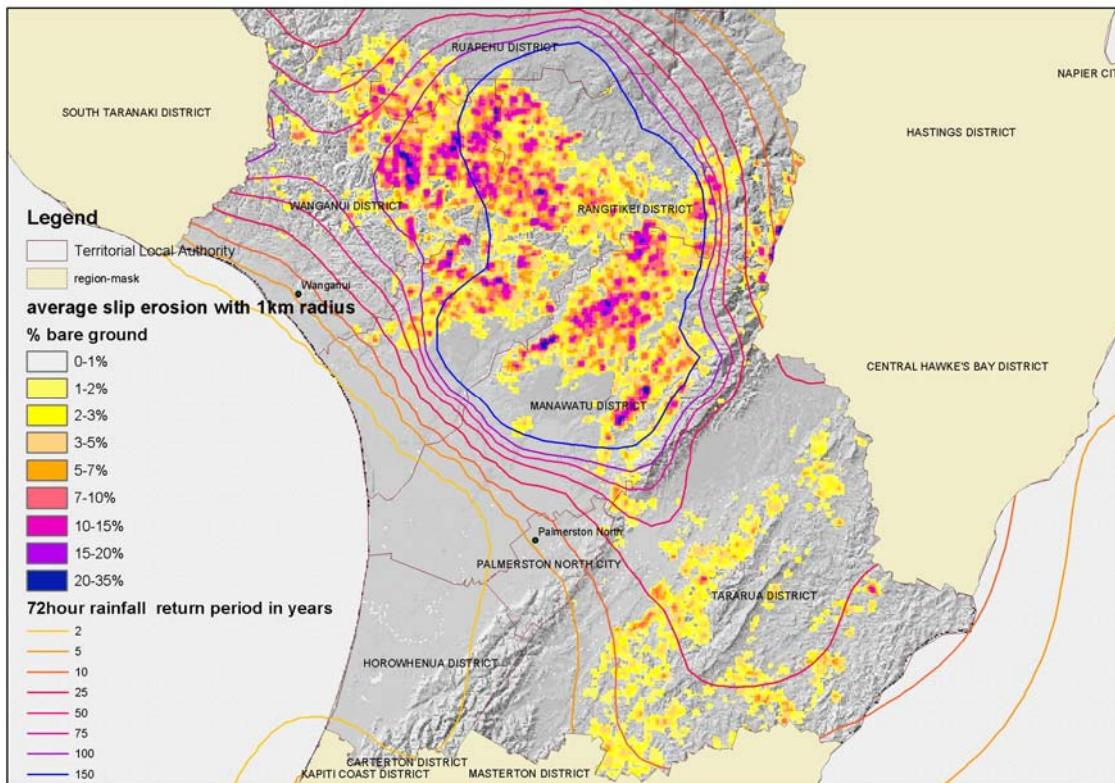 RUAPEHU DISTRICT
NAPIER CIT
SOUTH TARANAKI DISTRICT
HASTINGS DISTRICT
WANGANUI DISTRICT
RANGITIKEI DISTRICT
Legend
Territorial Local Authority
region-mask
Wanganui
average slip erosion with 1km radius
% bare ground
0-1%
1-2%
2-3%
3-5%
5-7%
7-10%
10-15%
15-20%
20-35%
CENTRAL HAWKE'S BAY DISTRICT
MANAWATU DISTRICT
Palmerston North
PALMERSTON NORTH CITY
TARARUA DISTRICT
72hour rainfall return period in years
2
5
10
25
50
75
100
150
HOROWHENUA DISTRICT
CARTERTON DISTRICT
KAPITI COAST DISTRICT
MASTERTON DISTRICT